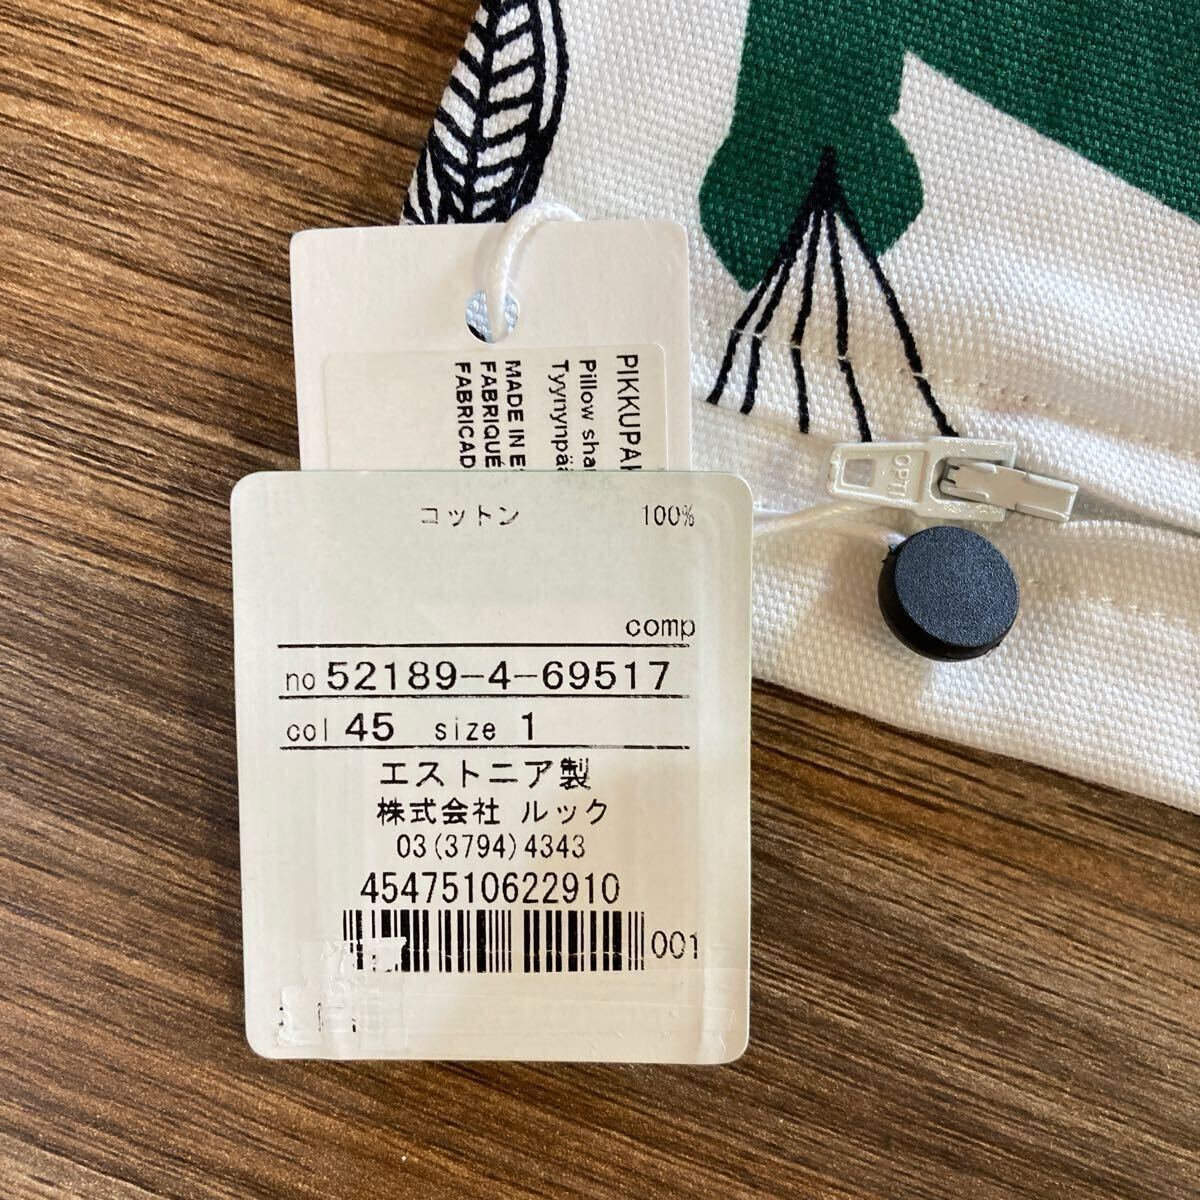 PIKKUPAK
Pillow sha
Tyynynpää
MADE IN ES
FABRIQUÉ
FABRICAD
コットン 100%
comp
no 52189-4-69517
col 45 size 1
エストニア製
株式会社 ルック
03(3794)4343
4547510622910
001
OPTI